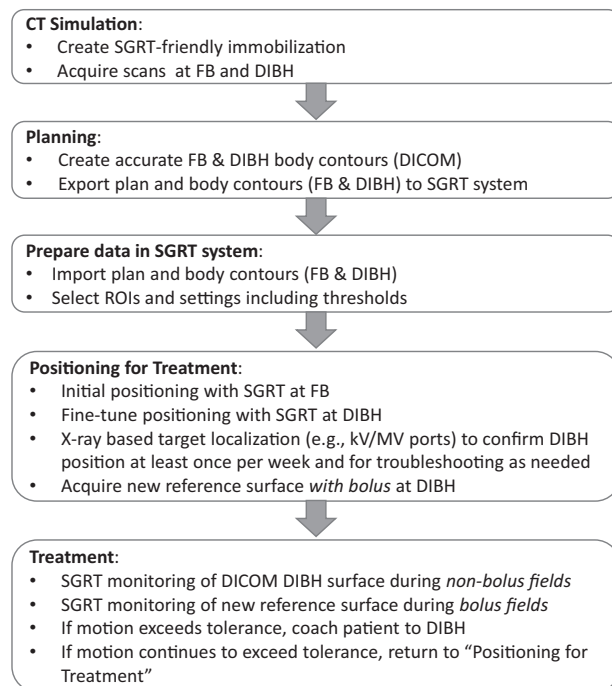 CT Simulation:
• Create SGRT-friendly immobilization
• Acquire scans at FB and DIBH
Planning:
• Create accurate FB & DIBH body contours (DICOM)
• Export plan and body contours (FB & DIBH) to SGRT system
Prepare data in SGRT system:
• Import plan and body contours (FB & DIBH)
• Select ROIs and settings including thresholds
Positioning for Treatment:
• Initial positioning with SGRT at FB
• Fine-tune positioning with SGRT at DIBH
• X-ray based target localization (e.g., kV/MV ports) to confirm DIBH
position at least once per week and for troubleshooting as needed
• Acquire new reference surface with bolus at DIBH
Treatment:
• SGRT monitoring of DICOM DIBH surface during non-bolus fields
• SGRT monitoring of new reference surface during bolus fields
• If motion exceeds tolerance, coach patient to DIBH
• If motion continues to exceed tolerance, return to “Positioning for
Treatment”